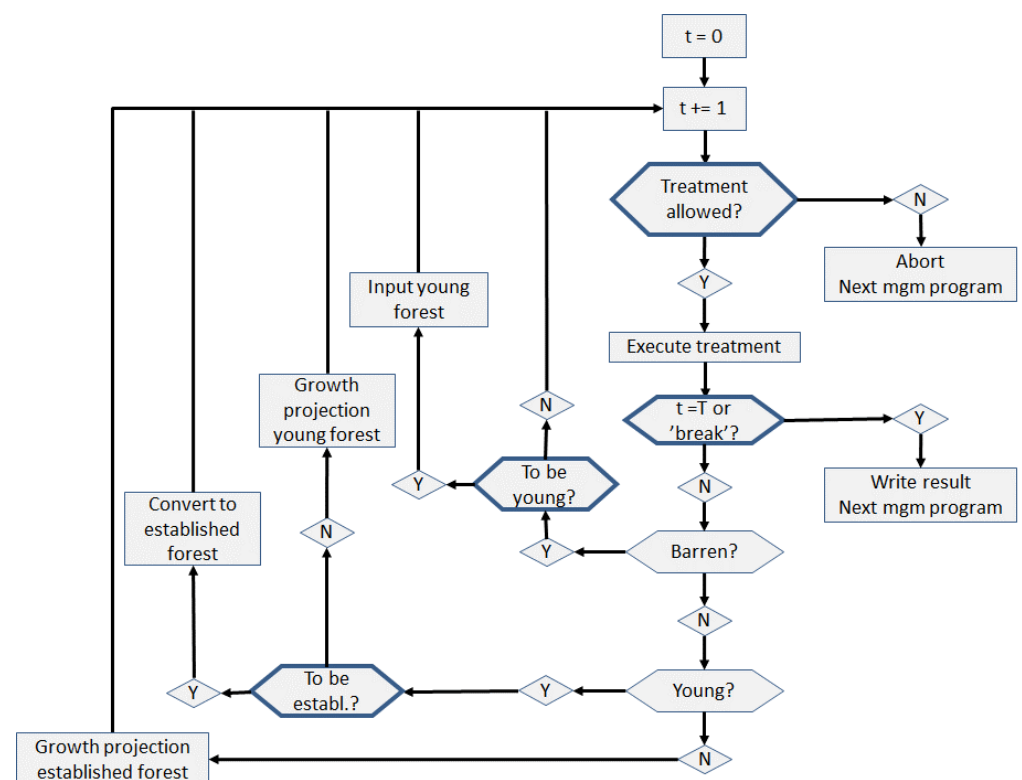 t = 0
t += 1
Treatment
allowed?
N
Abort
Next mgm program
Y
Input young
forest
Execute treatment
Growth
projection
young forest
N
t =T or
’break’?
Y
To be
young?
Y
Write result
Next mgm program
N
Convert to
established
forest
N
Y
Barren?
N
To be
establ.?
Y
Y
Young?
Growth projection
established forest
N